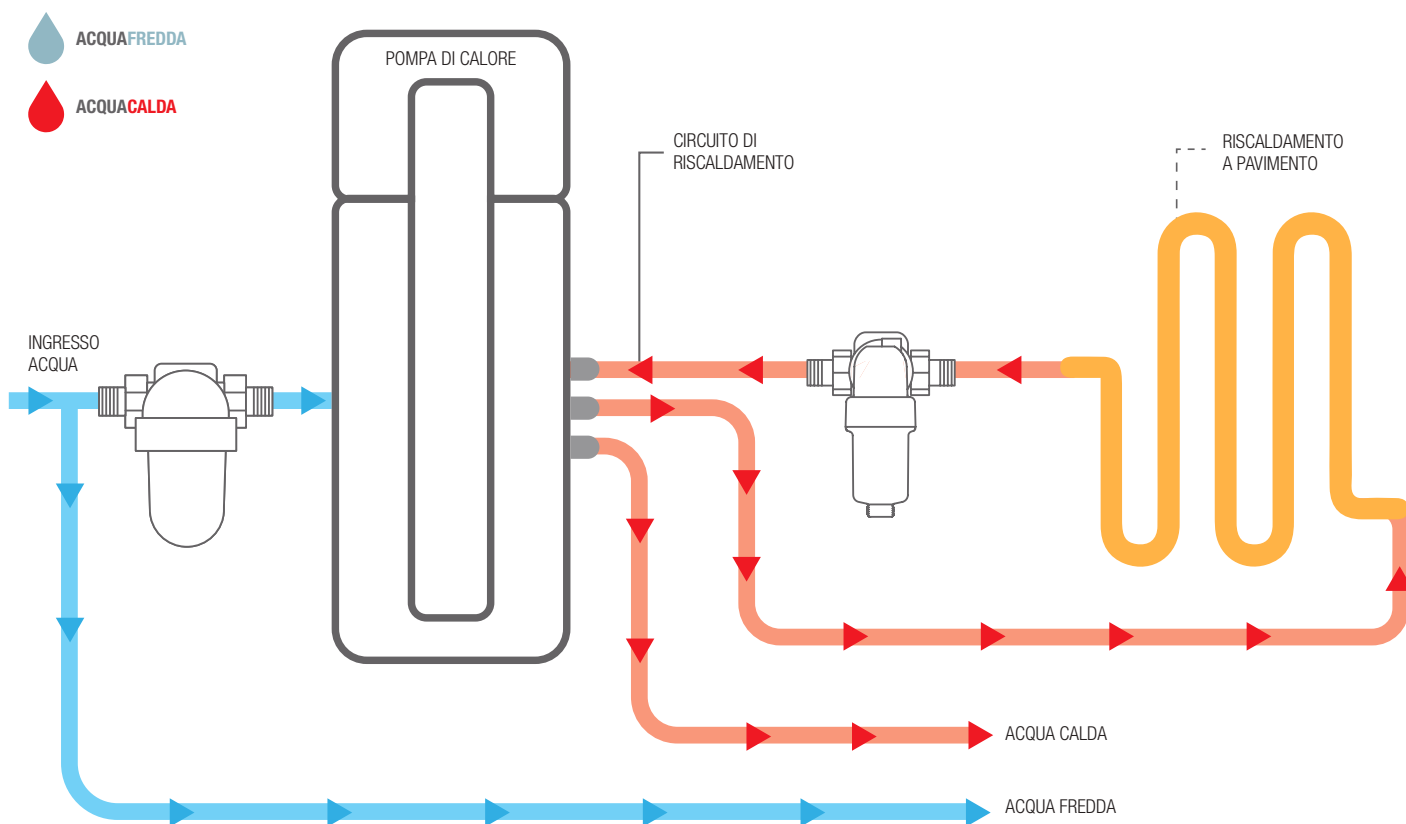 ACQUAFREDDA
ACQUACALDA
POMPA DI CALORE
CIRCUITO DI
RISCALDAMENTO
RISCALDAMENTO
A PAVIMENTO
INGRESSO
ACQUA
ACQUA CALDA
ACQUA FREDDA